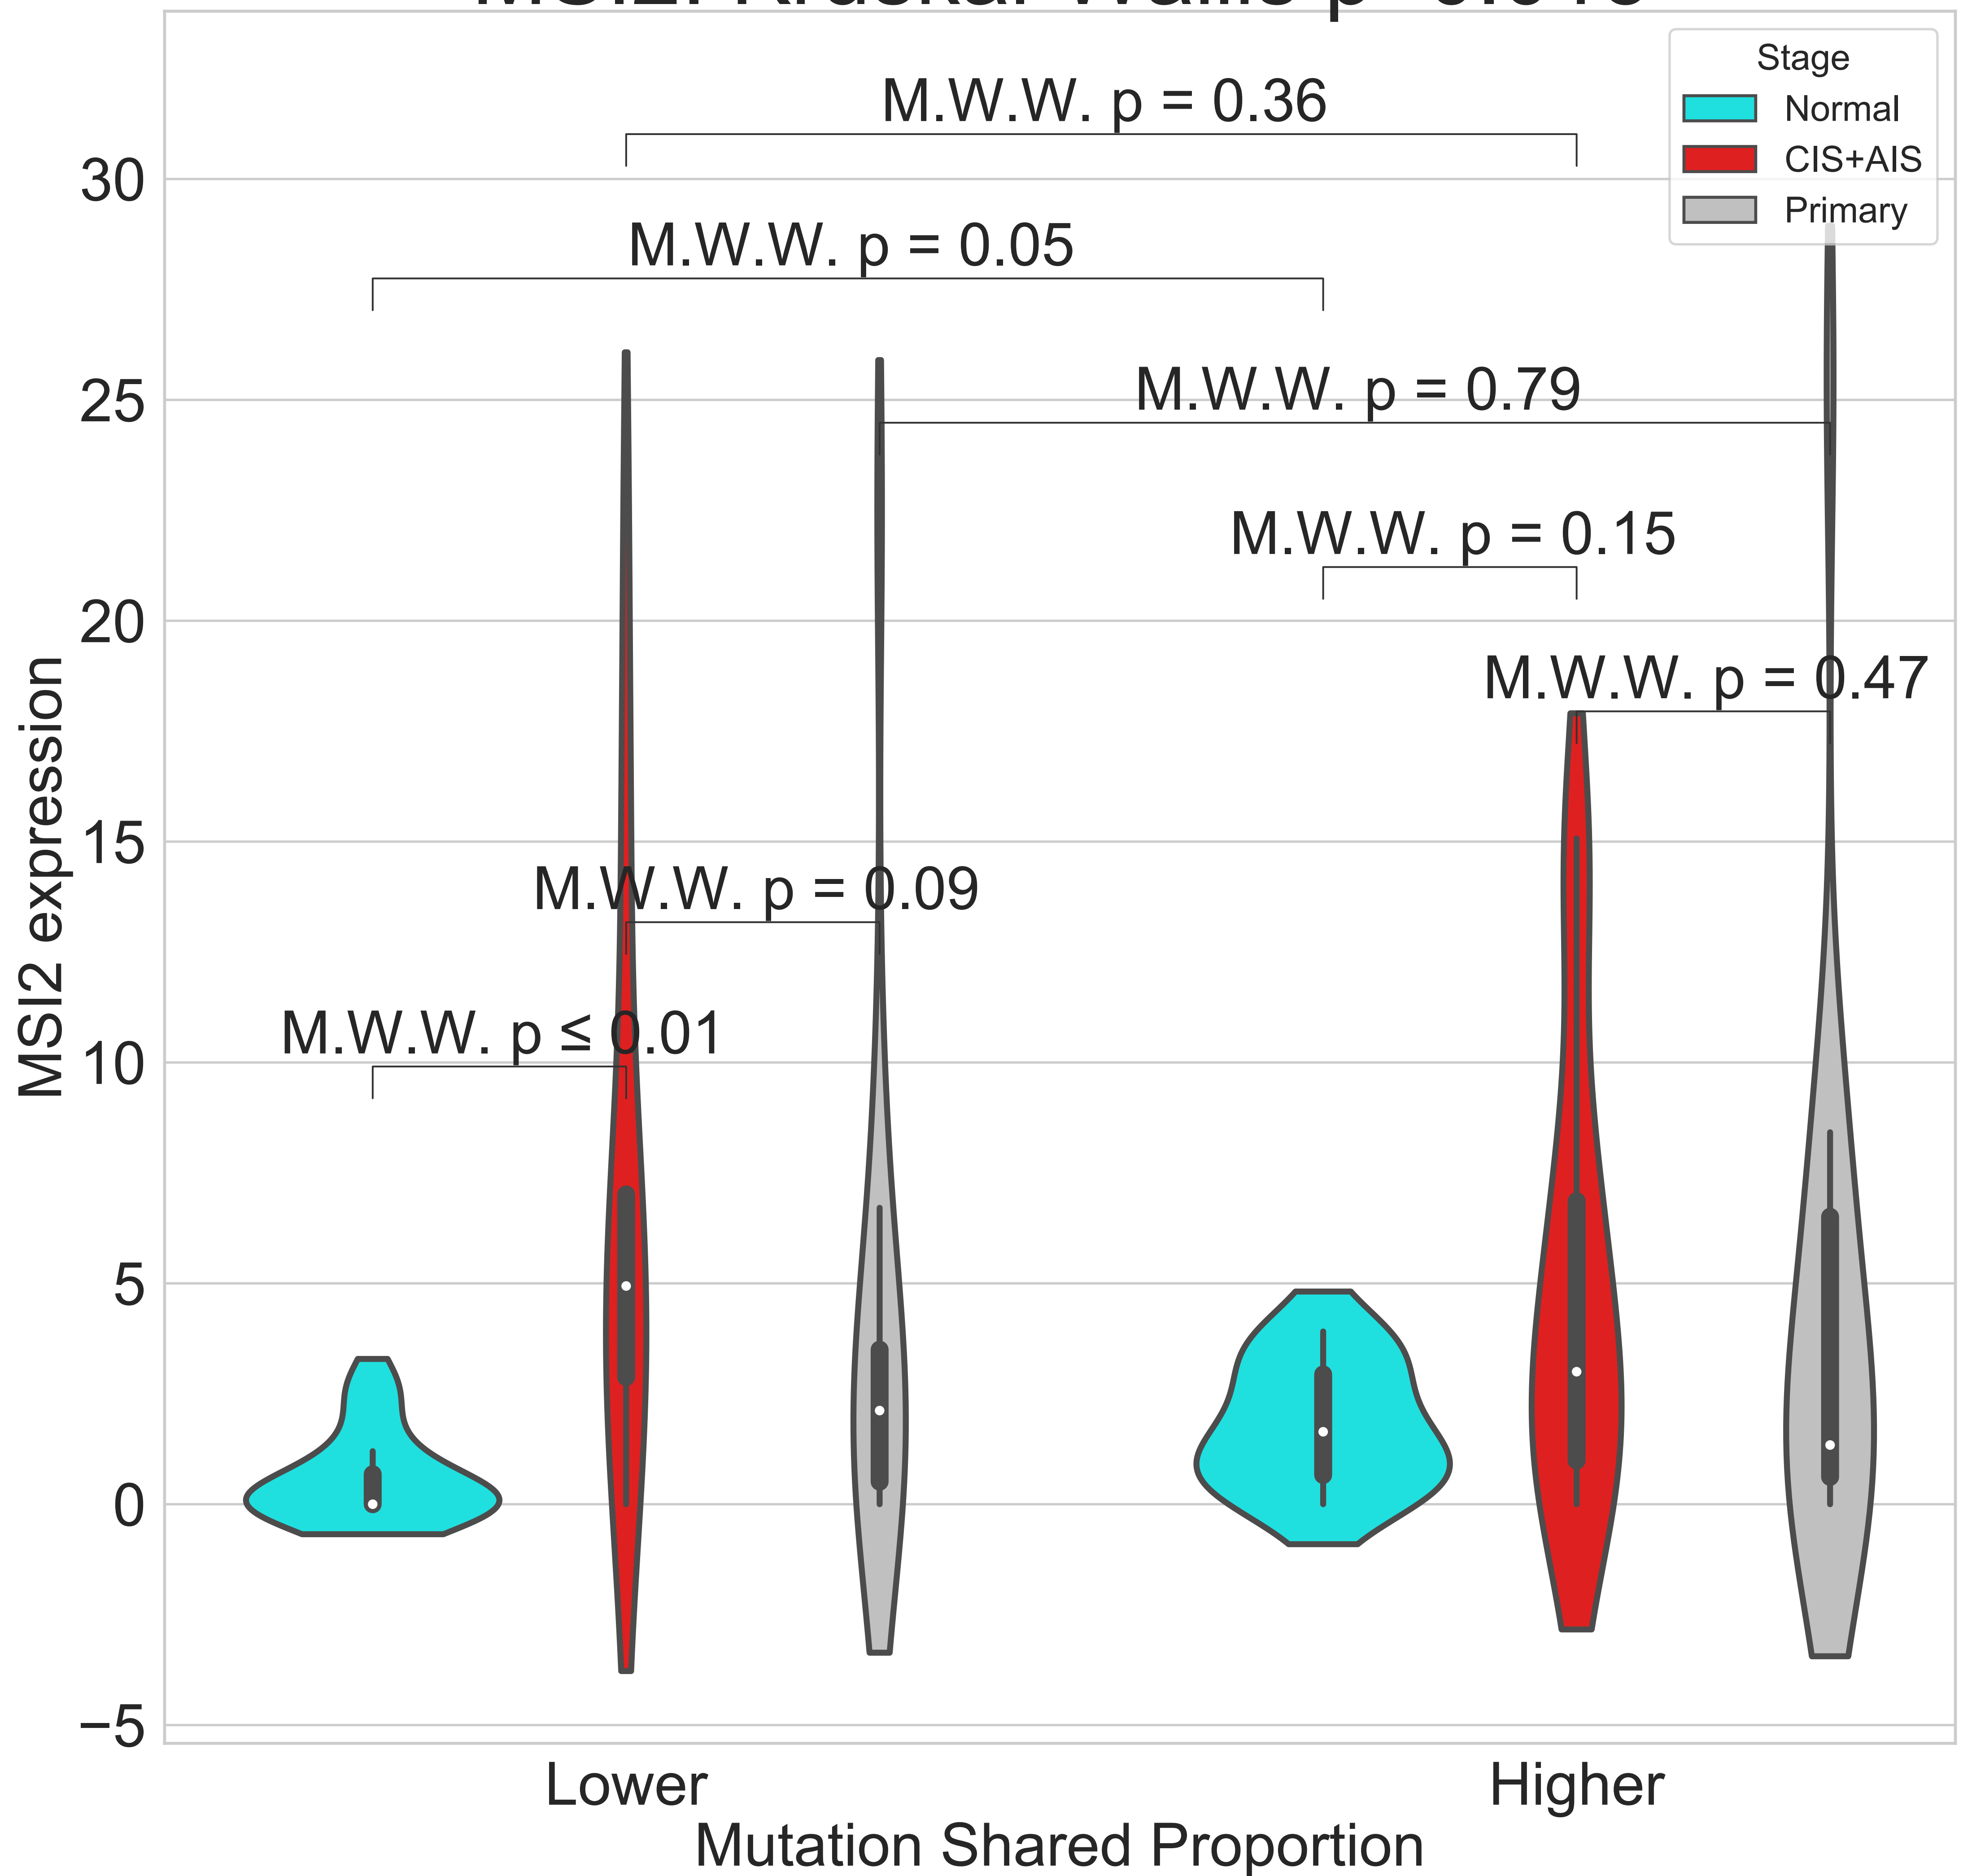 Stage
Normal
CIS+AIS
Primary
M.W.W. p = 0.36
M.W.W. p = 0.05
M.W.W. p = 0.79
M.W.W. p = 0.15
M.W.W. p = 0.47
M.W.W. p = 0.09
M.W.W. p ≤ 0.01
30
25
20
15
10
5
0
−5
MSI2 expression
Lower
Higher
Mutation Shared Proportion